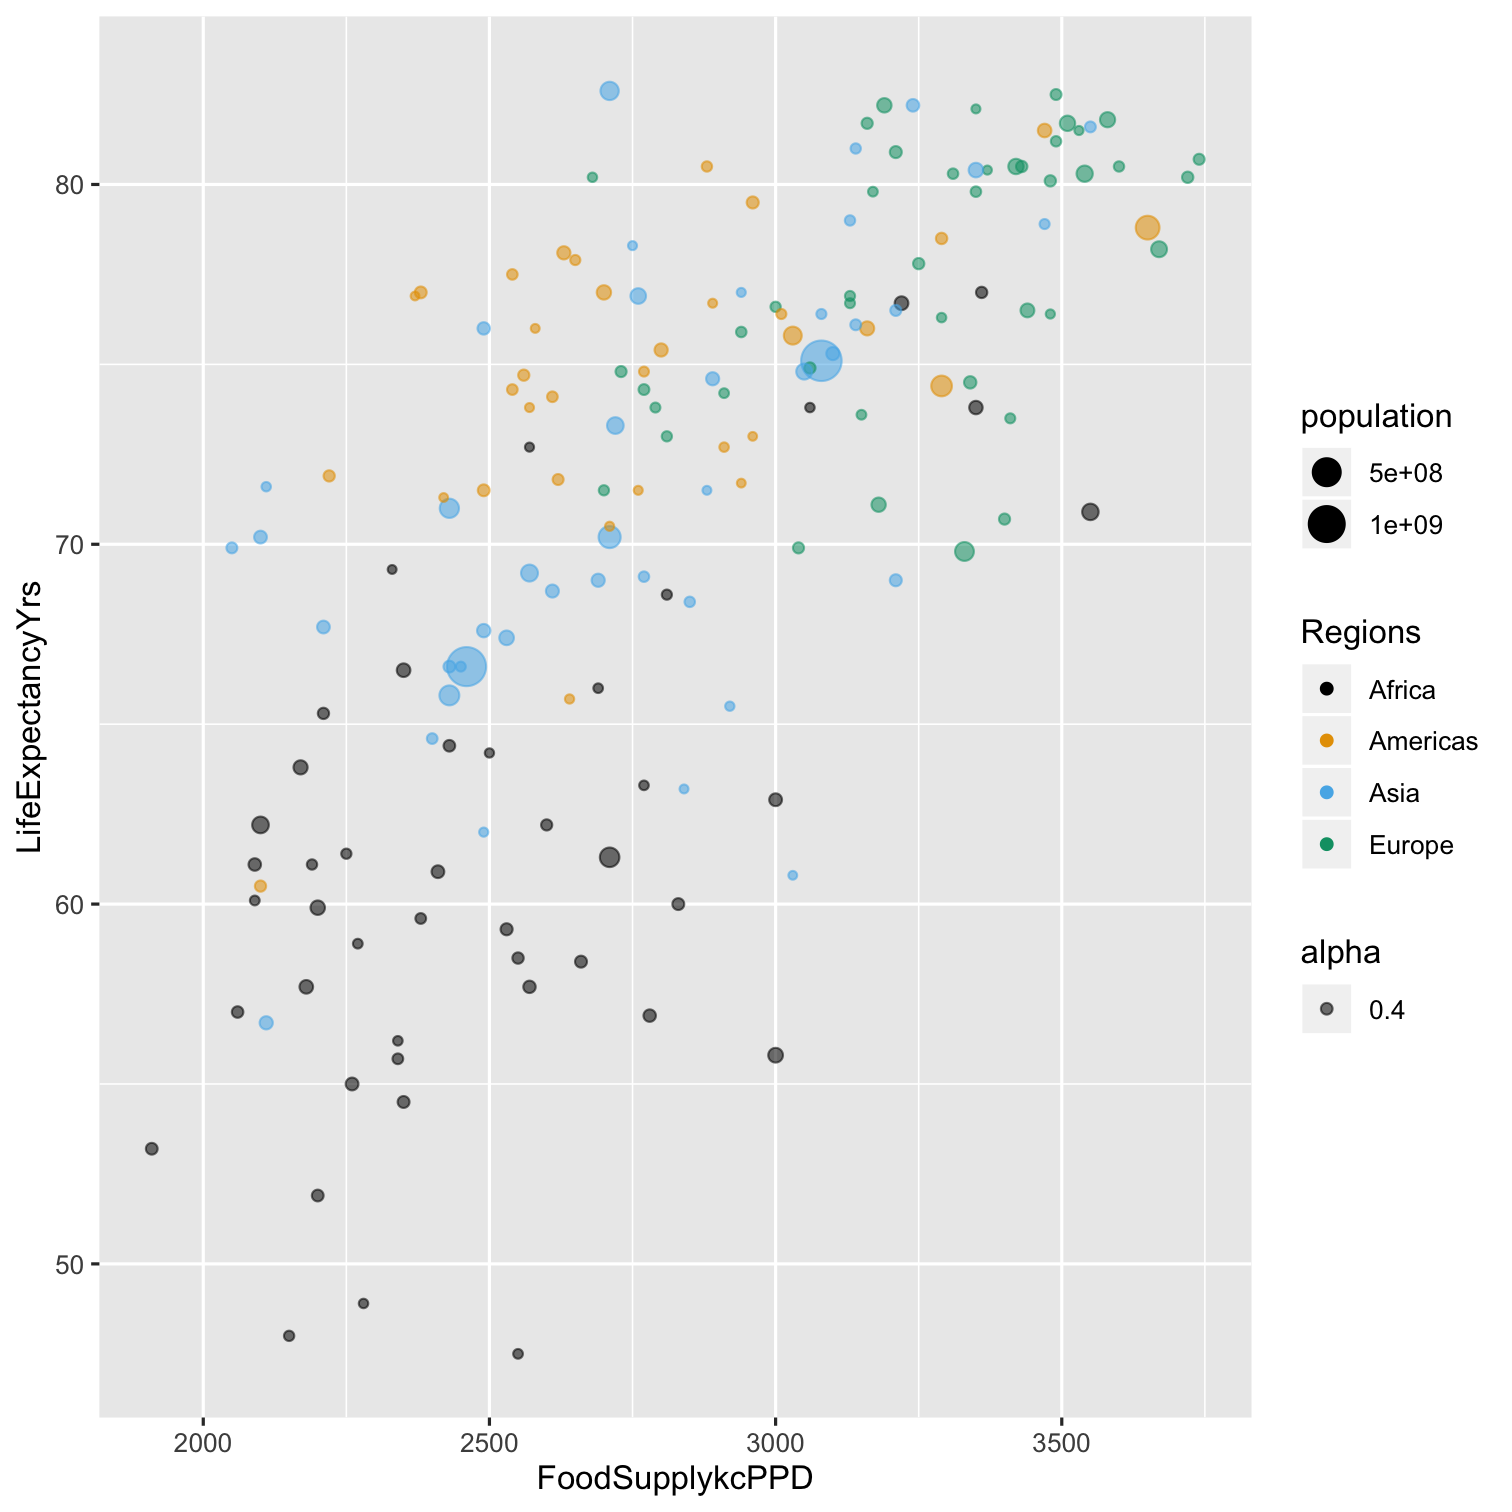 80
70
60
50
2000
2500
3000
3500
FoodSupplykcPPD
LifeExpectancyYrs
population
5e+08
1e+09
Regions
Africa
Americas
Asia
Europe
alpha
0.4